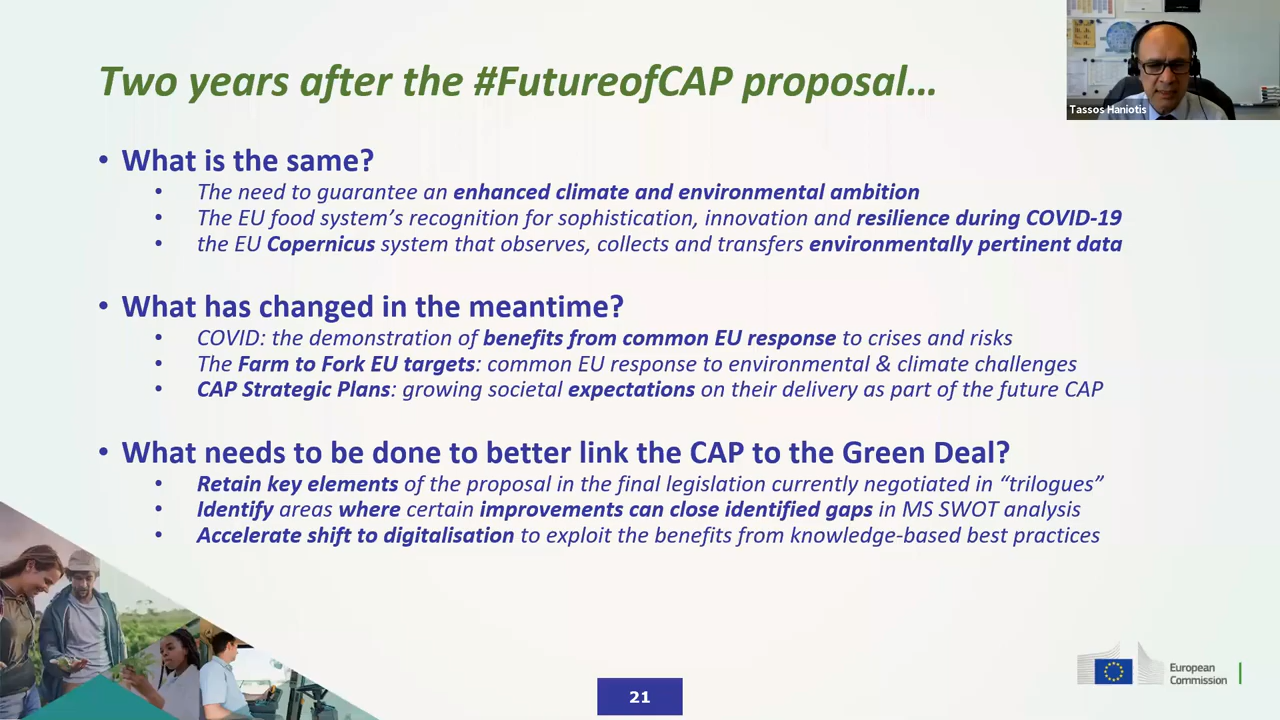 Two years after the #FutureofCAP proposal...
Tassos Haniotis
• What is the same?
• The need to guarantee an enhanced climate and environmental ambition
• The EU food system's recognition for sophistication, innovation and resilience during COVID-19
• the EU Copernicus system that observes, collects and transfers environmentally pertinent data
• What has changed in the meantime?
• COVID: the demonstration of benefits from common EU response to crises and risks
• The Farm to Fork EU targets: common EU response to environmental & climate challenges
• CAP Strategic Plans: growing societal expectations on their delivery as part of the future CAP
• What needs to be done to better link the CAP to the Green Deal?
• Retain key elements of the proposal in the final legislation currently negotiated in “trilogues”
• Identify areas where certain improvements can close identified gaps in MS SWOT analysis
• Accelerate shift to digitalisation to exploit the benefits from knowledge-based best practices
21
European
Commission